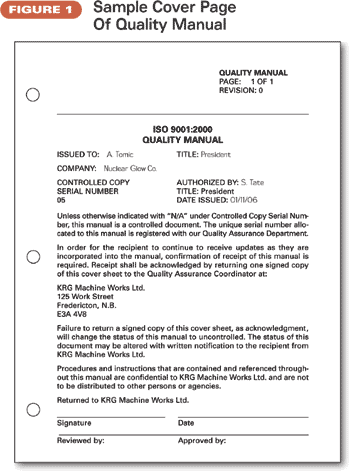 FIGURE 1
Sample Cover Page
Of Quality Manual
QUALITY MANUAL
PAGE: 1 OF 1
REVISION: 0
ISO 9001:2000
QUALITY MANUAL
ISSUED TO: A. Tomic TITLE: President
COMPANY: Nuclear Glow Co.
CONTROLLED COPY AUTHORIZED BY: S. Tate
SERIAL NUMBER TITLE: President
05 DATE ISSUED: 01/11/06
Unless otherwise indicated with “N/A” under Controlled Copy Serial Num-
ber, this manual is a controlled document. The unique serial number allo-
cated to this manual is registered with our Quality Assurance Department.
In order for the recipient to continue to receive updates as they are
incorporated into the manual, confirmation of receipt of this manual is
required. Receipt shall be acknowledged by returning one signed copy
of this cover sheet to the Quality Assurance Coordinator at:
KRG Machine Works Ltd.
125 Work Street
Fredericton, N.B.
E3A 4V8
Failure to return a signed copy of this cover sheet, as acknowledgment,
will change the status of this manual to uncontrolled. The status of this
document may be altered with written notification to the recipient from
KRG Machine Works Ltd.
Procedures and instructions that are contained and referenced through-
out this manual are confidential to KRG Machine Works Ltd. and are not
to be distributed to other persons or agencies.
Returned to KRG Machine Works Ltd.
Signature Date
Reviewed by: Approved by: